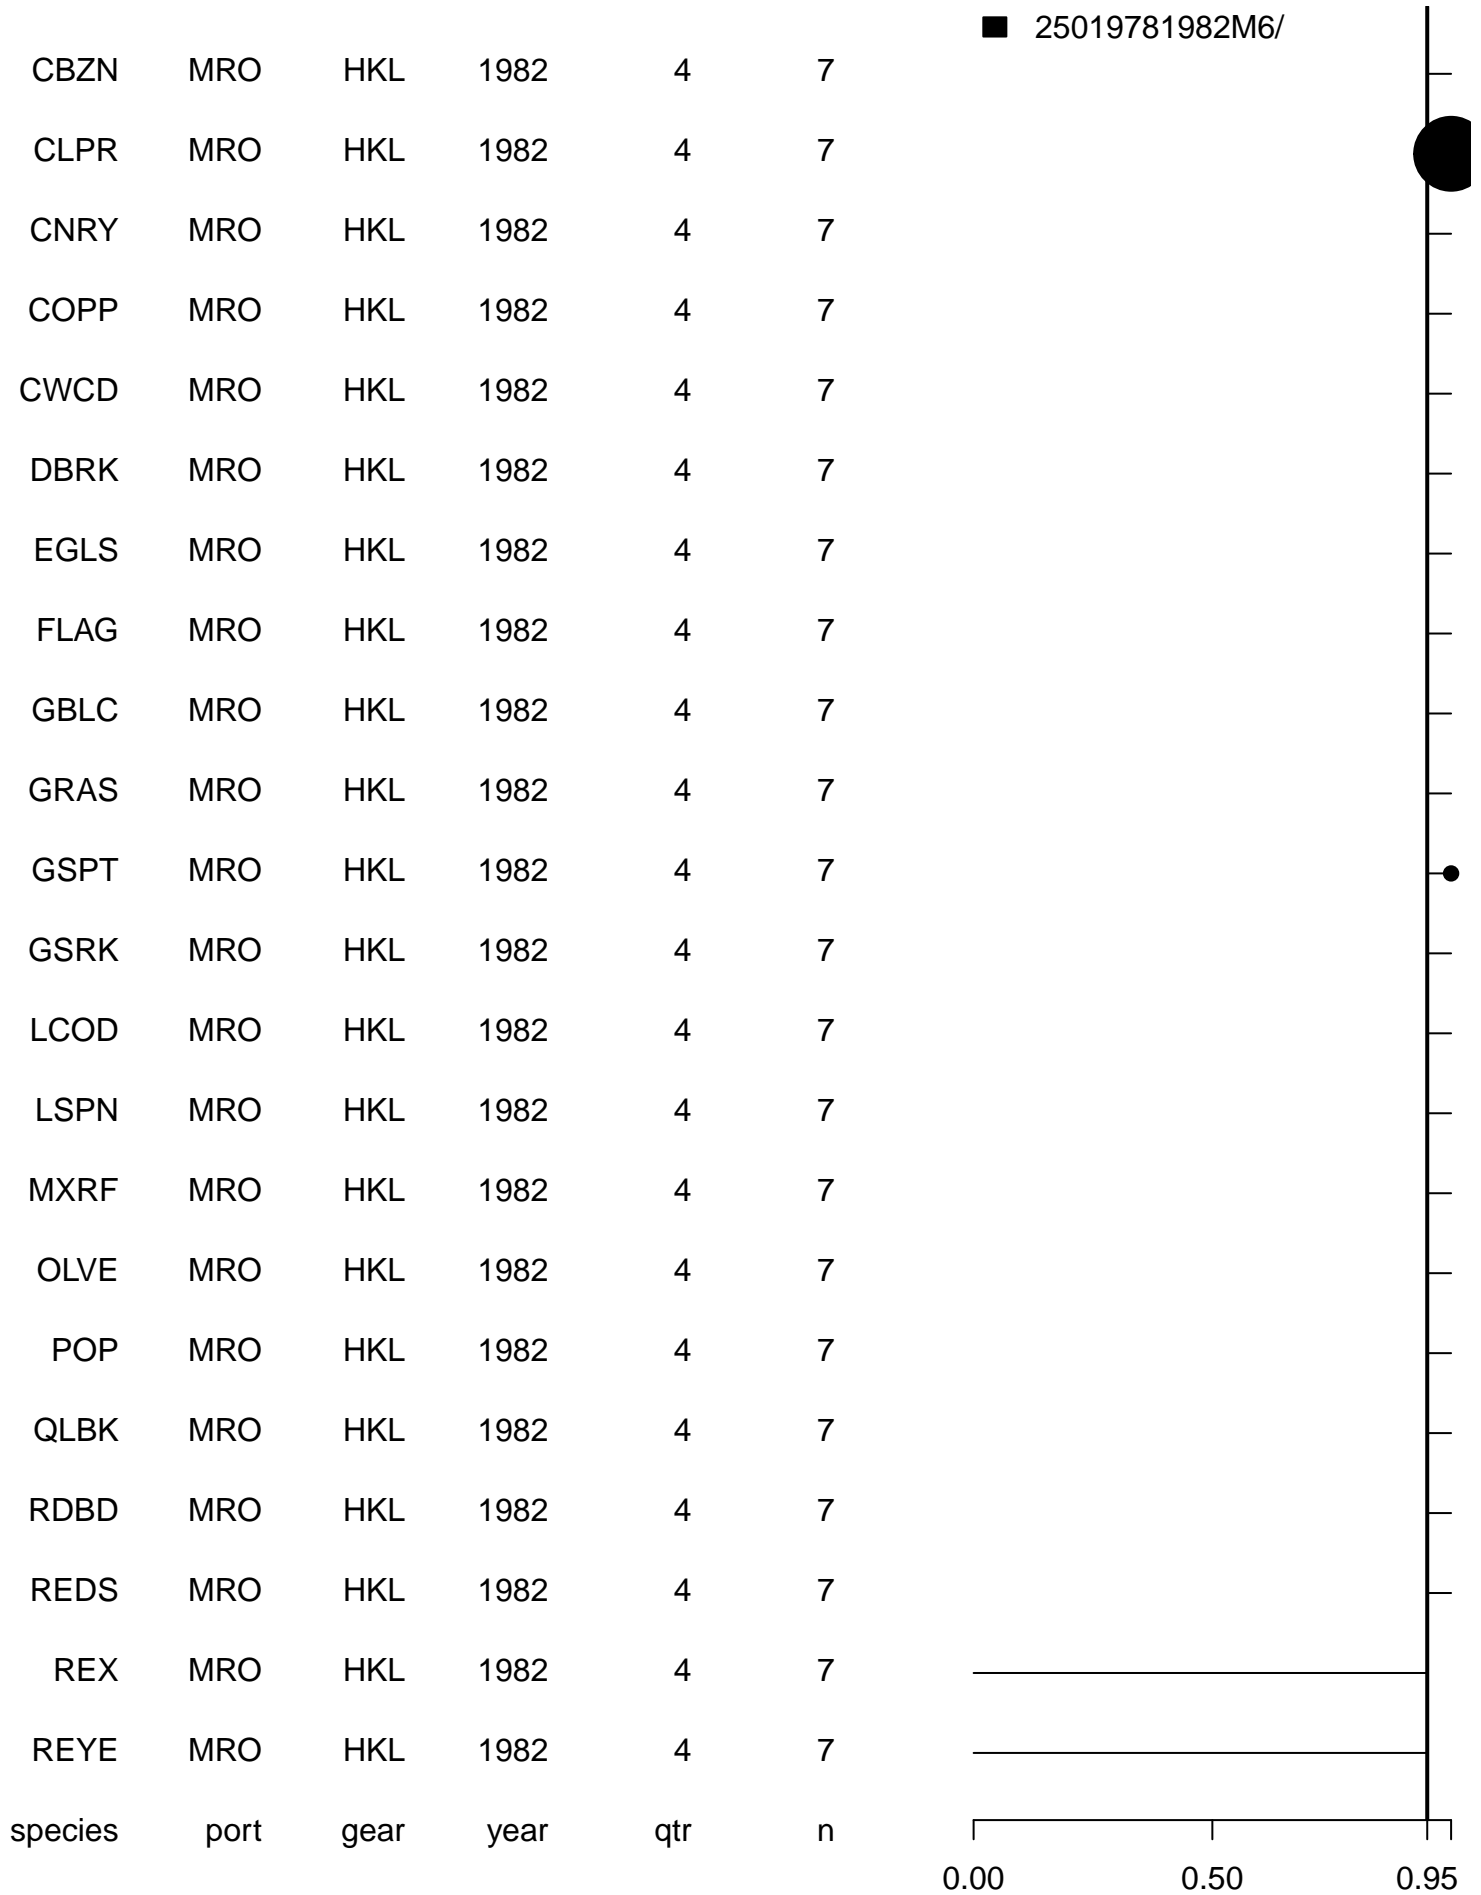 25019781982M6/
CBZN MRO HKL 1982 4 7
CLPR MRO HKL 1982 4 7
CNRY MRO HKL 1982 4 7
COPP MRO HKL 1982 4 7
CWCD MRO HKL 1982 4 7
DBRK MRO HKL 1982 4 7
EGLS MRO HKL 1982 4 7
FLAG MRO HKL 1982 4 7
GBLC MRO HKL 1982 4 7
GRAS MRO HKL 1982 4 7
GSPT MRO HKL 1982 4 7
GSRK MRO HKL 1982 4 7
LCOD MRO HKL 1982 4 7
LSPN MRO HKL 1982 4 7
MXRF MRO HKL 1982 4 7
OLVE MRO HKL 1982 4 7
POP MRO HKL 1982 4 7
QLBK MRO HKL 1982 4 7
RDBD MRO HKL 1982 4 7
REDS MRO HKL 1982 4 7
REX MRO HKL 1982 4 7
REYE MRO HKL 1982 4 7
species port gear year qtr n
0.00 0.50 0.95